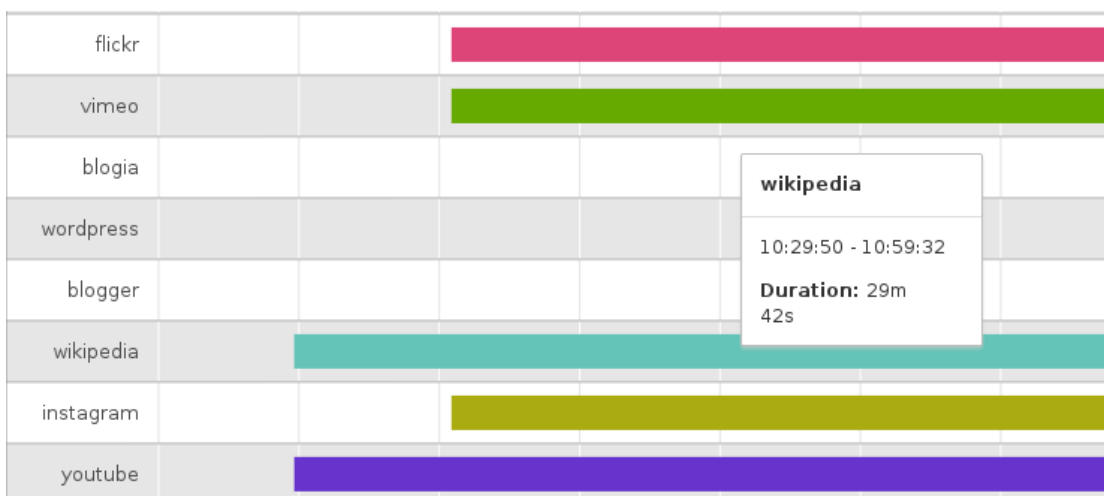 flickr
vimeo
blogia
wordpress
blogger
wikipedia
instagram
youtube
wikipedia
10:29:50 - 10:59:32
Duration: 29m
42s